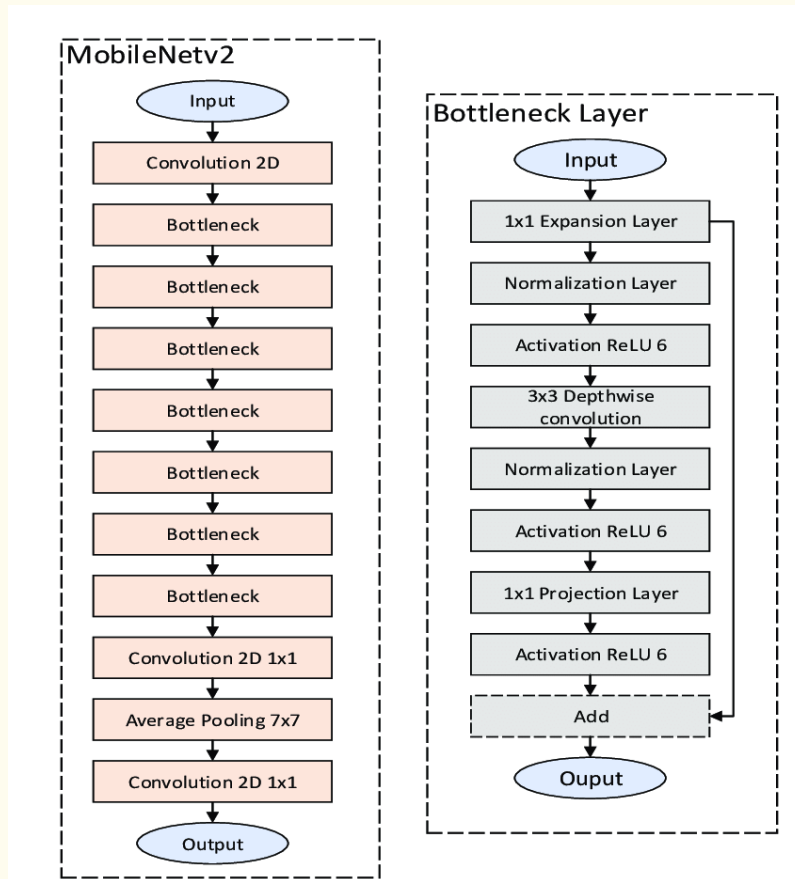 MobileNetv2
Input
Convolution 2D
Bottleneck
Bottleneck
Bottleneck
Bottleneck
Bottleneck
Bottleneck
Bottleneck
Convolution 2D 1x1
Average Pooling 7x7
Convolution 2D 1x1
Output
Bottleneck Layer
Input
1x1 Expansion Layer
Normalization Layer
Activation ReLU 6
3x3 Depthwise
convolution
Normalization Layer
Activation ReLU 6
1x1 Projection Layer
Activation ReLU 6
Add
Ouput